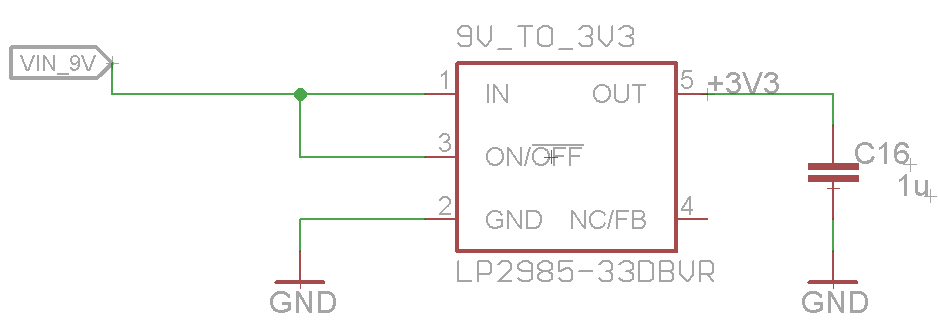 9V_TO_3V3
VIN_9V
1
IN
OUT
5
+3V3
3
ON/OFF
C16
1u
2
GND
NC/FB
4
LP2985-33DBVR
GND
GND